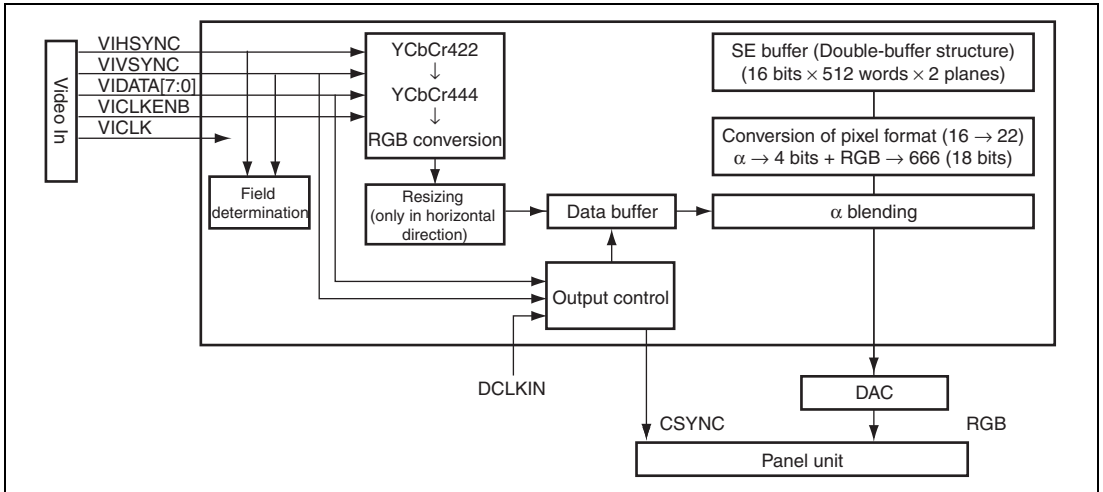 Video In
VIHSYNC
VIVSYNC
VIDATA[7:0]
VICLKENB
VICLK
YCbCr422
↓
YCbCr444
↓
RGB conversion
SE buffer (Double-buffer structure)
(16 bits × 512 words × 2 planes)
Conversion of pixel format (16 → 22)
α → 4 bits + RGB → 666 (18 bits)
Field
determination
Resizing
(only in horizontal
direction)
Data buffer
α blending
Output control
DCLKIN
DAC
CSYNC
RGB
Panel unit